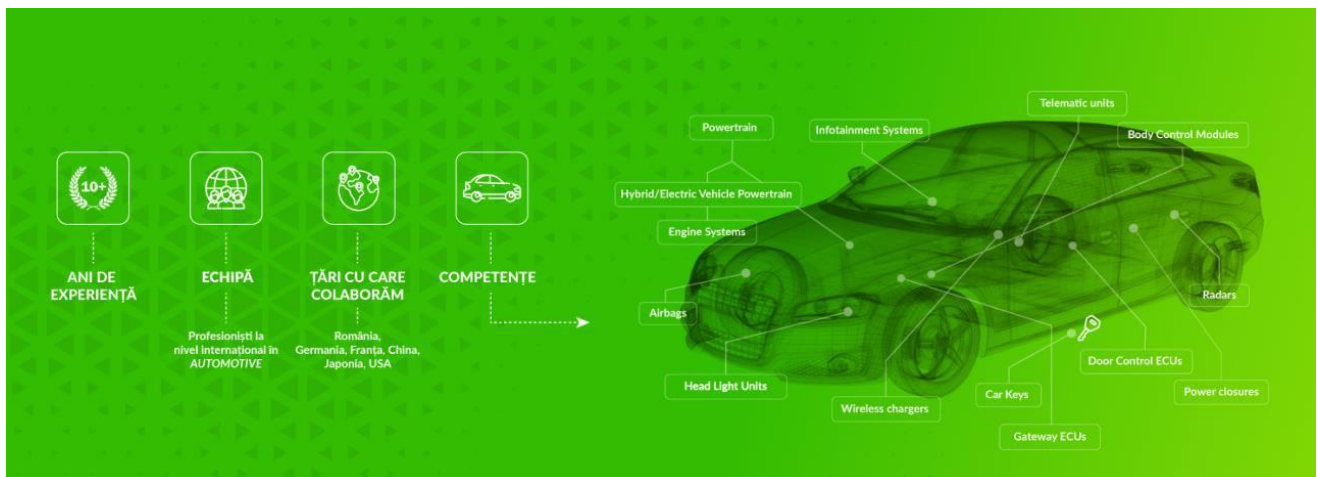 10+
ANI DE
EXPERIENȚĂ
ECHIPĂ
Profesioniști la
nivel internațional în
AUTOMOTIVE
ȚĂRI CU CARE
COLABORĂM
România,
Germania, Franța, China,
Japonia, USA
COMPETENȚE
Powertrain
Hybrid/Electric Vehicle Powertrain
Engine Systems
Infotainment Systems
Telematic units
Body Control Modules
Airbags
Head Light Units
Wireless chargers
Car Keys
Gateway ECUs
Door Control ECUs
Power closures
Radars